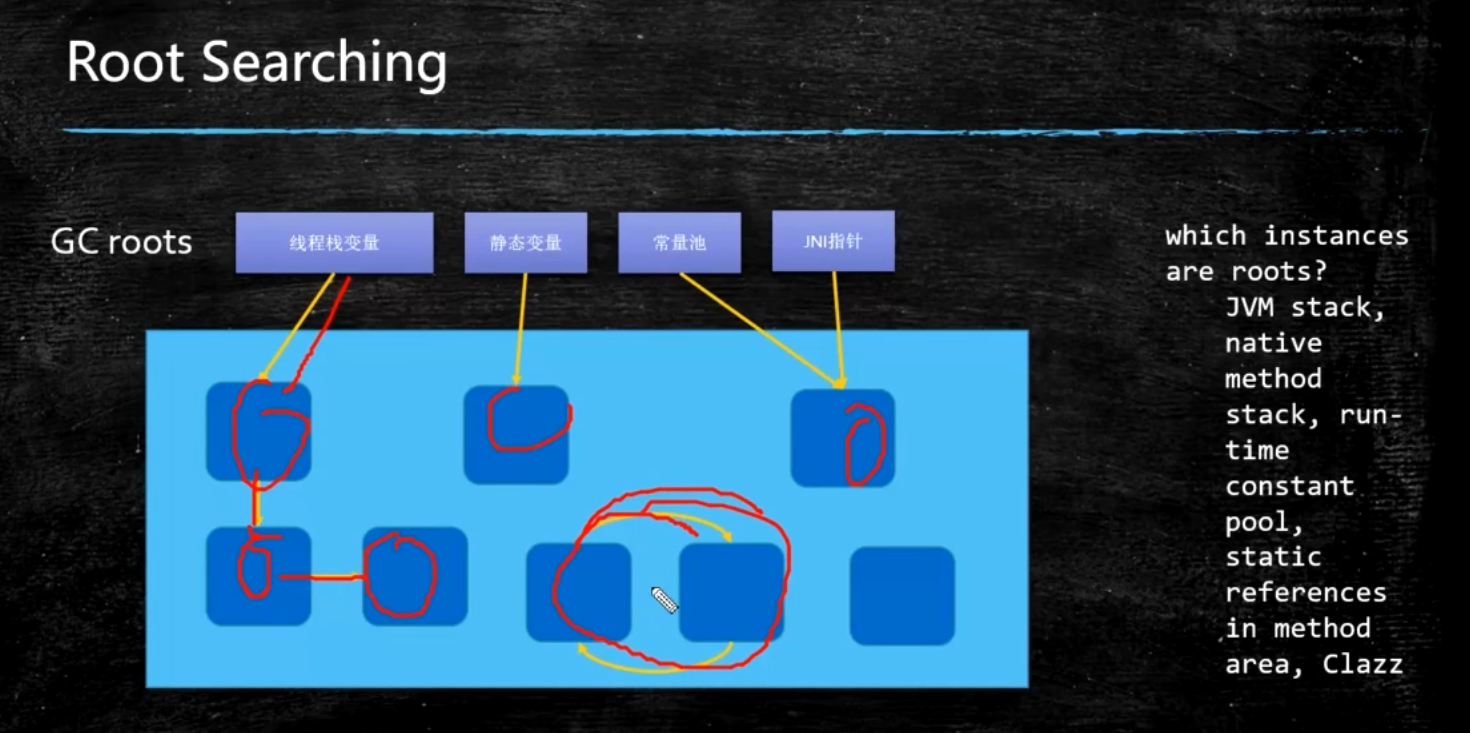 Root Searching
GC roots
线程栈变量
静态变量
常量池
JNI指针
which instances
are roots?
JVM stack,
native
method
stack, run-
time
constant
pool,
static
references
in method
area, Clazz